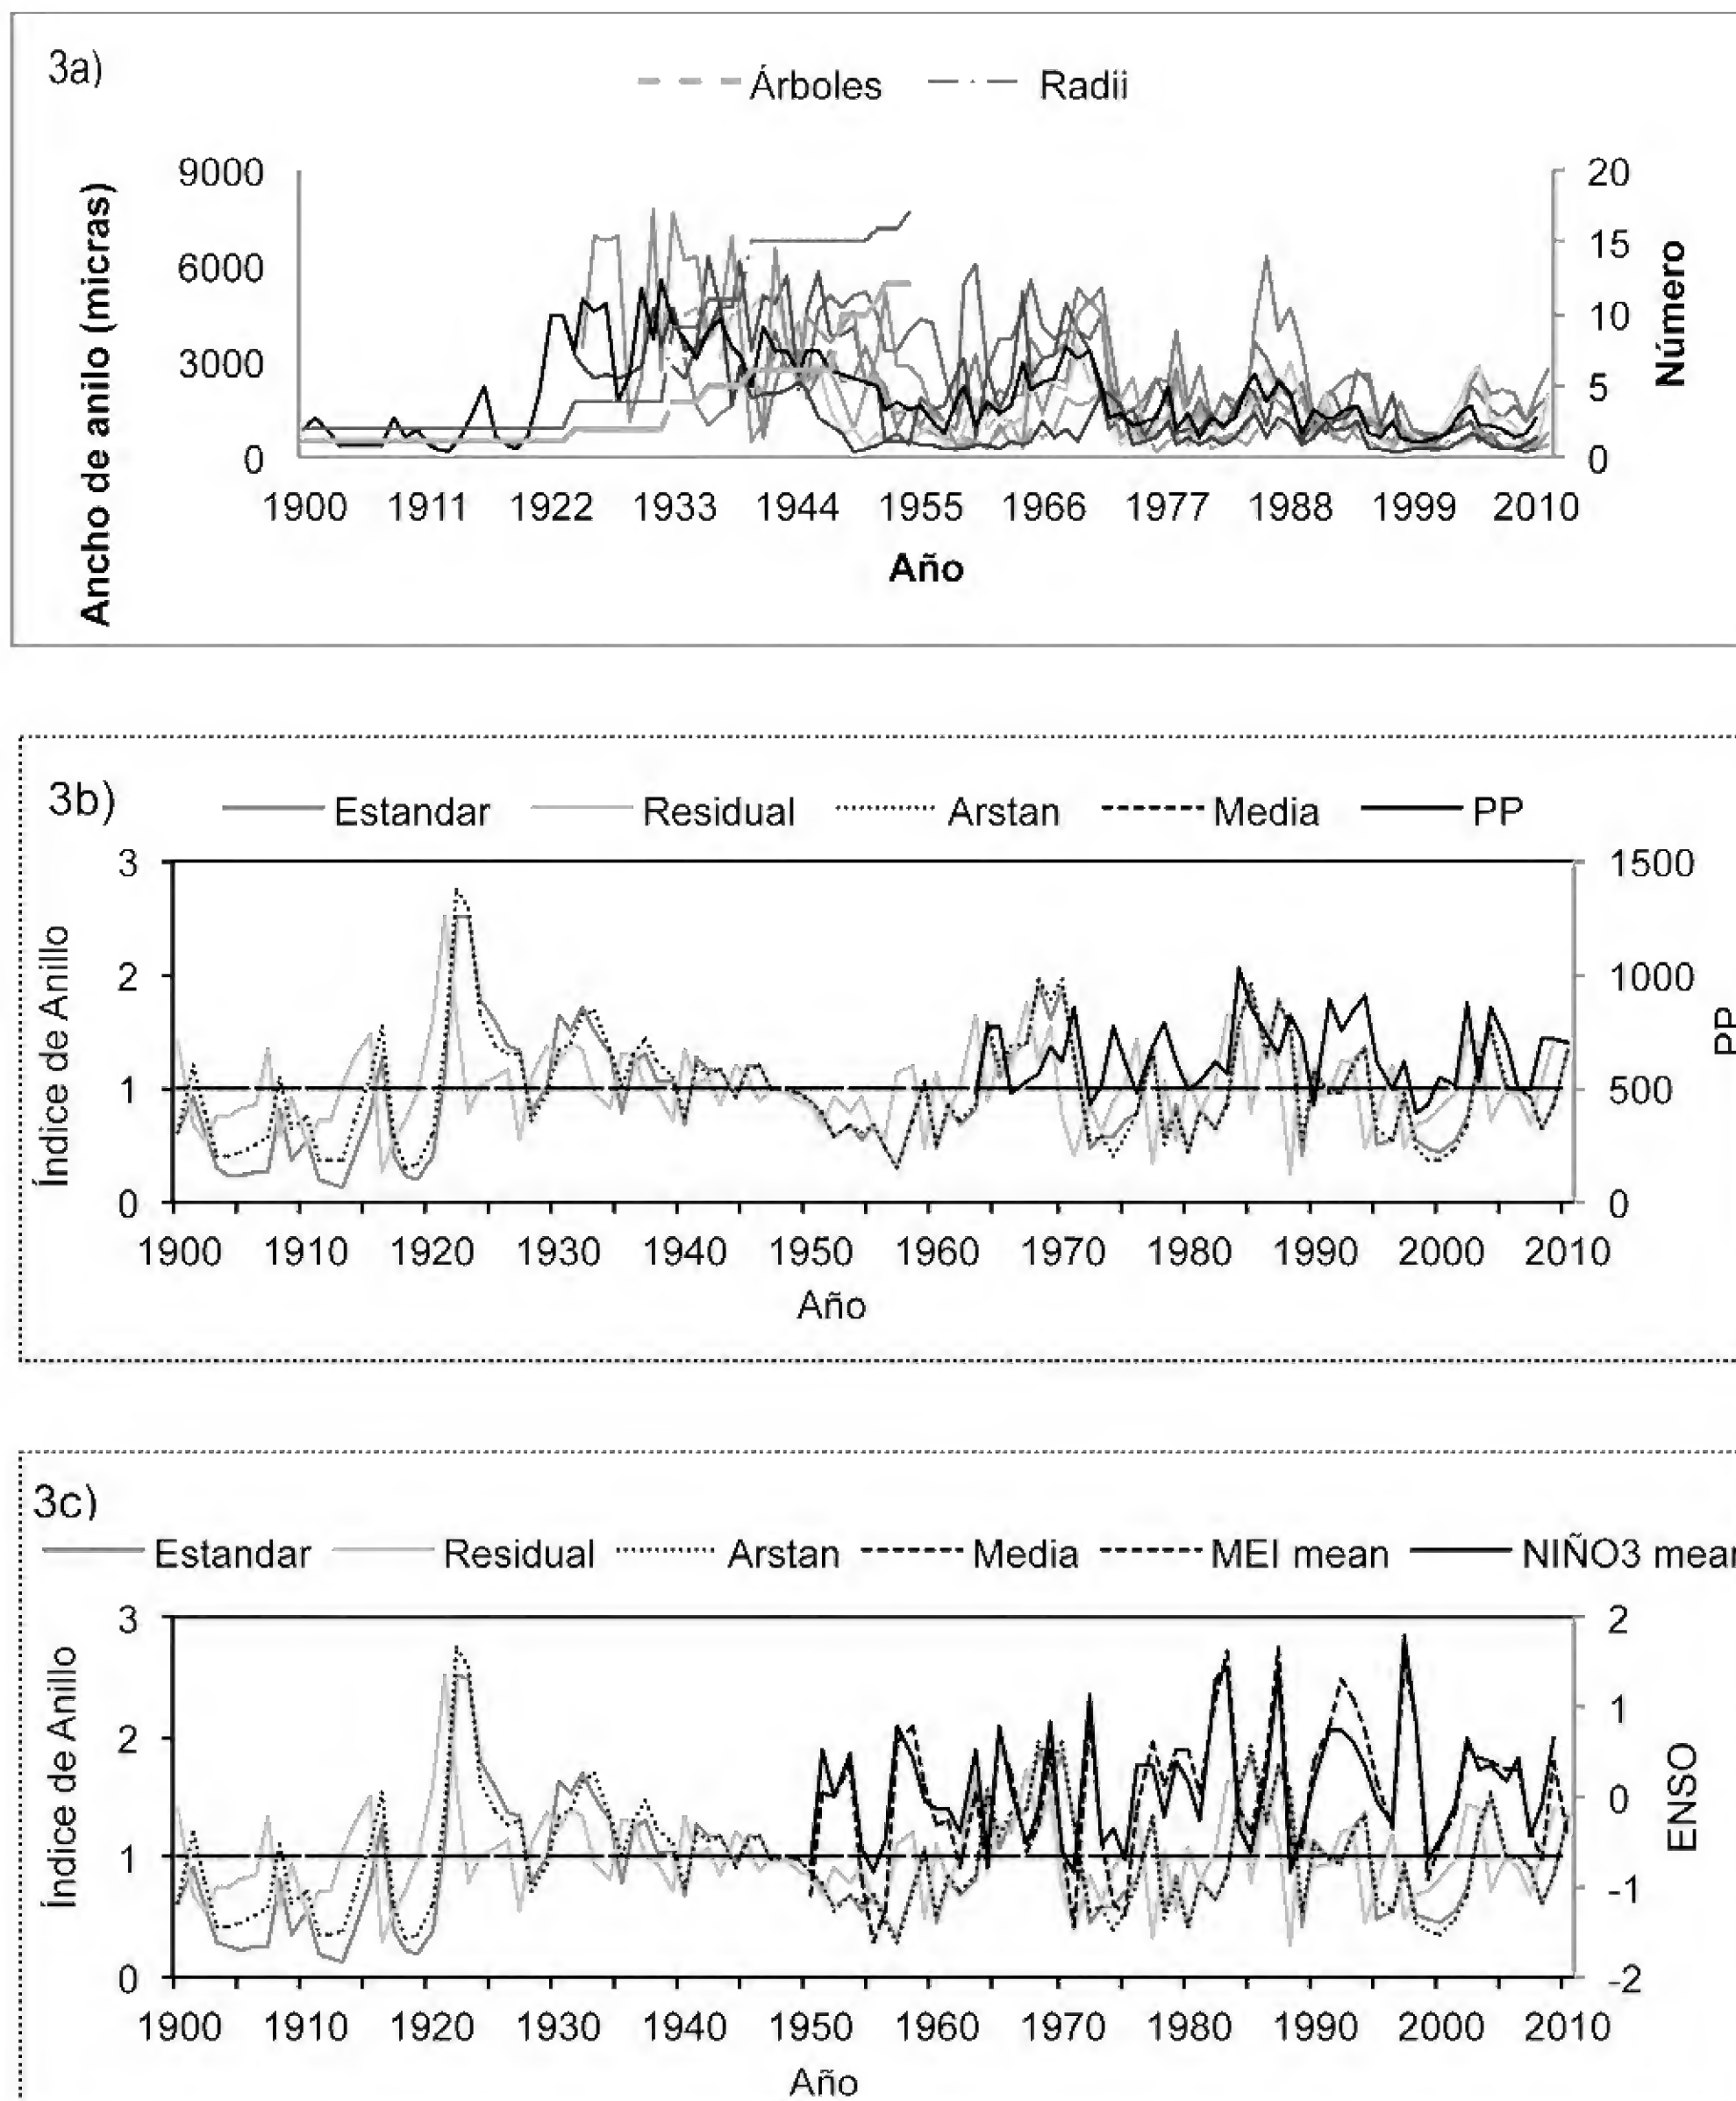 3a)
Árboles Radii
9000 20
15
6000
10
3000
5
0 0
Ancho de anilo (micras)
Número
1900 1911 1922 1933 1944 1955 1966 1977 1988 1999 2010
Año
3b)
Estandar Residual Arstan Media PP
3 1500
2 1000
1 500
0 0
Índice de Anillo
PP
1900 1910 1920 1930 1940 1950 1960 1970 1980 1990 2000 2010
Año
3c)
Estandar Residual Arstan Media MEI mean NIÑO3 mean
3 2
1
2
0
1
-1
0 -2
Índice de Anillo
ENSO
1900 1910 1920 1930 1940 1950 1960 1970 1980 1990 2000 2010
Año